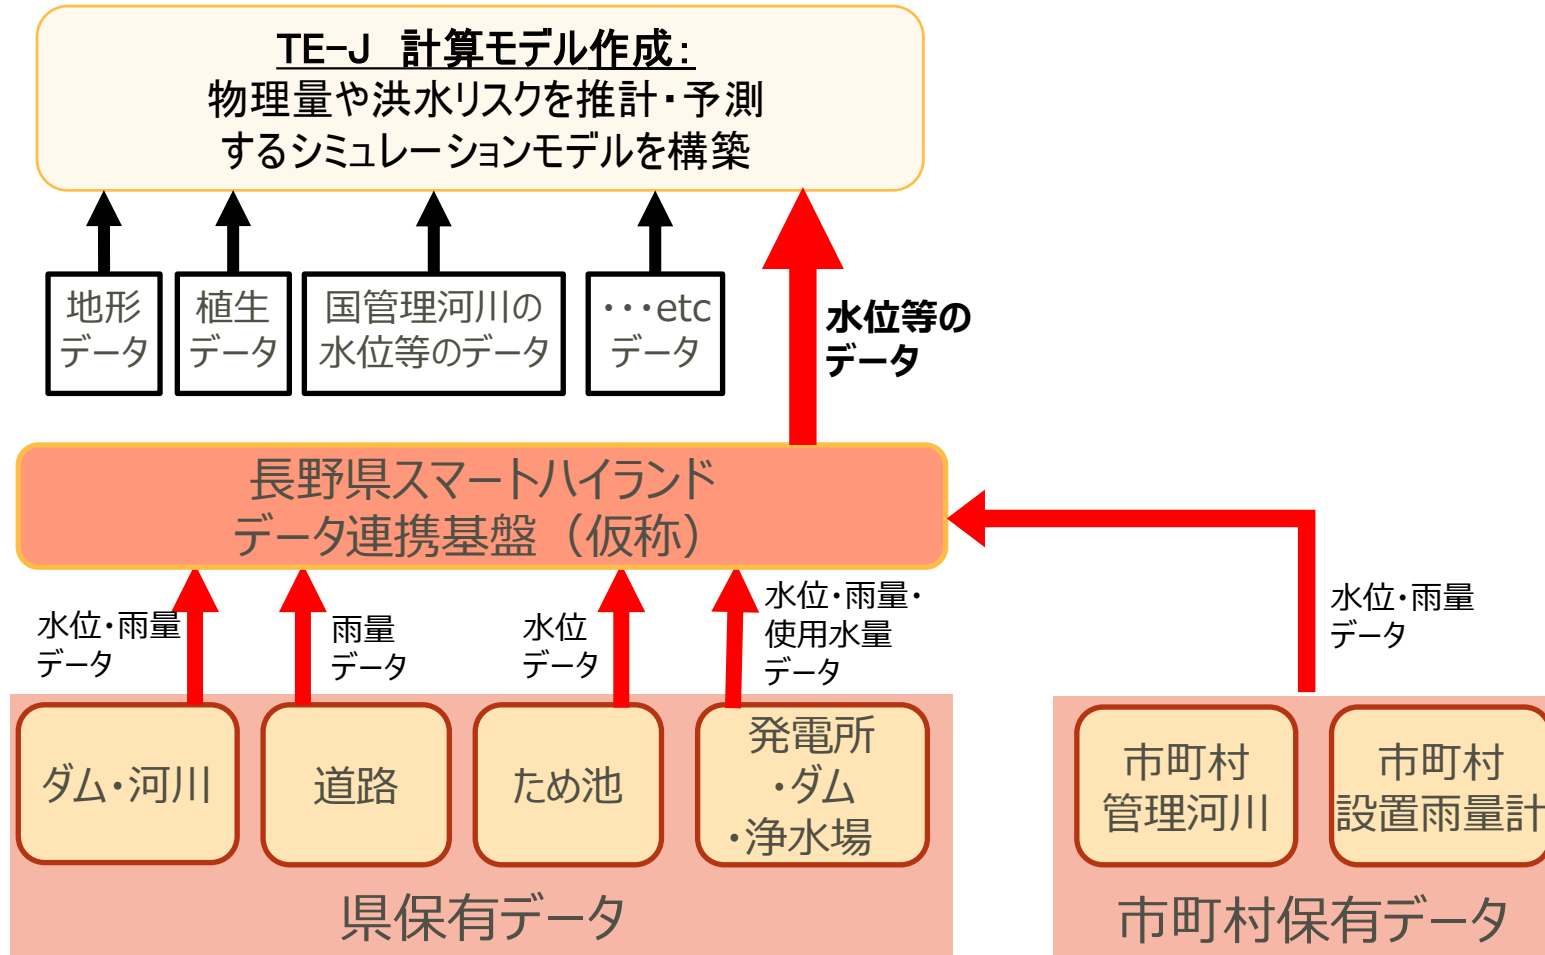 TE-J 計算モデル作成:
物理量や洪水リスクを推計・予測
するシミュレーションモデルを構築
地形
データ
植生
データ
国管理河川の
水位等のデータ
・・・etc
データ
水位等の
データ
長野県スマートハイランド
データ連携基盤（仮称）
水位・雨量
データ
雨量
データ
水位
データ
水位・雨量・
使用水量
データ
水位・雨量
データ
ダム・河川
道路
ため池
発電所
・ダム
・浄水場
市町村
管理河川
市町村
設置雨量計
県保有データ
市町村保有データ